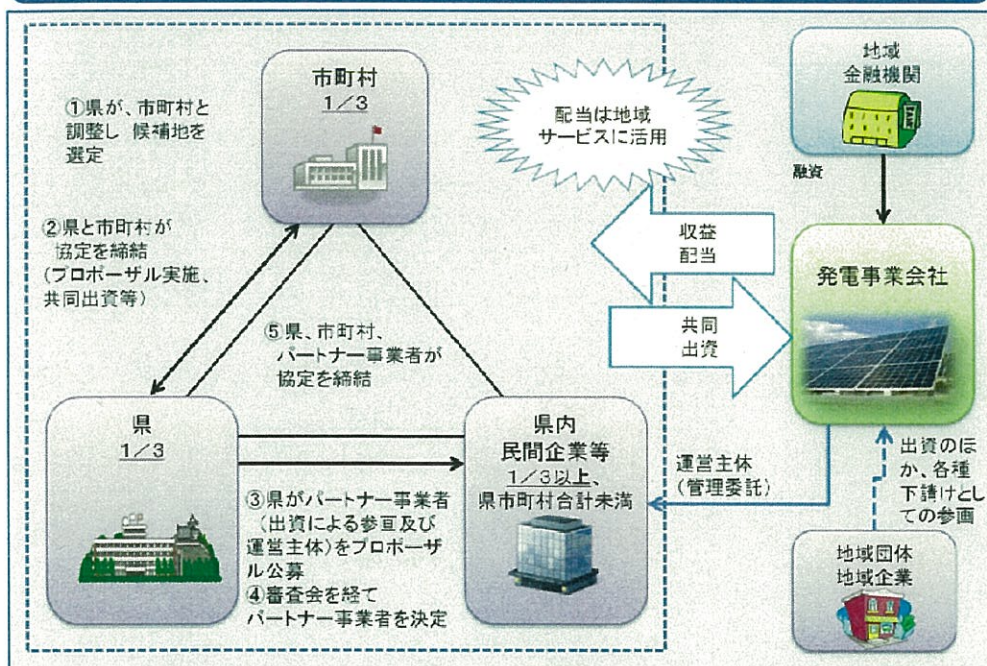 市町村
1／3
①県が、市町村と
調整し 候補地を
選定
配当は地域
サービスに活用
地域
金融機関
融資
②県と市町村が
協定を締結
(プロポーザル実施、
共同出資等)
収益
配当
発電事業会社
共同
出資
⑤県、市町村、
パートナー事業者が
協定を締結
県
1／3
県内
民間企業等
1／3以上、
県市町村合計未満
運営主体
(管理委託)
出資のほ
か、各種
下請けとし
ての参画
③県がパートナー事業者
(出資による参画及び
運営主体)をプロポーザ
ル公募
④審査会を経て
パートナー事業者を決定
地域団体
地域企業